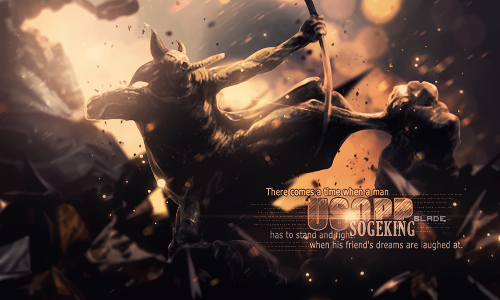 There comes a time when a man
USOPP
BLADE
SOGEKING
has to stand and figh
when his friend's dreams are laughed at.